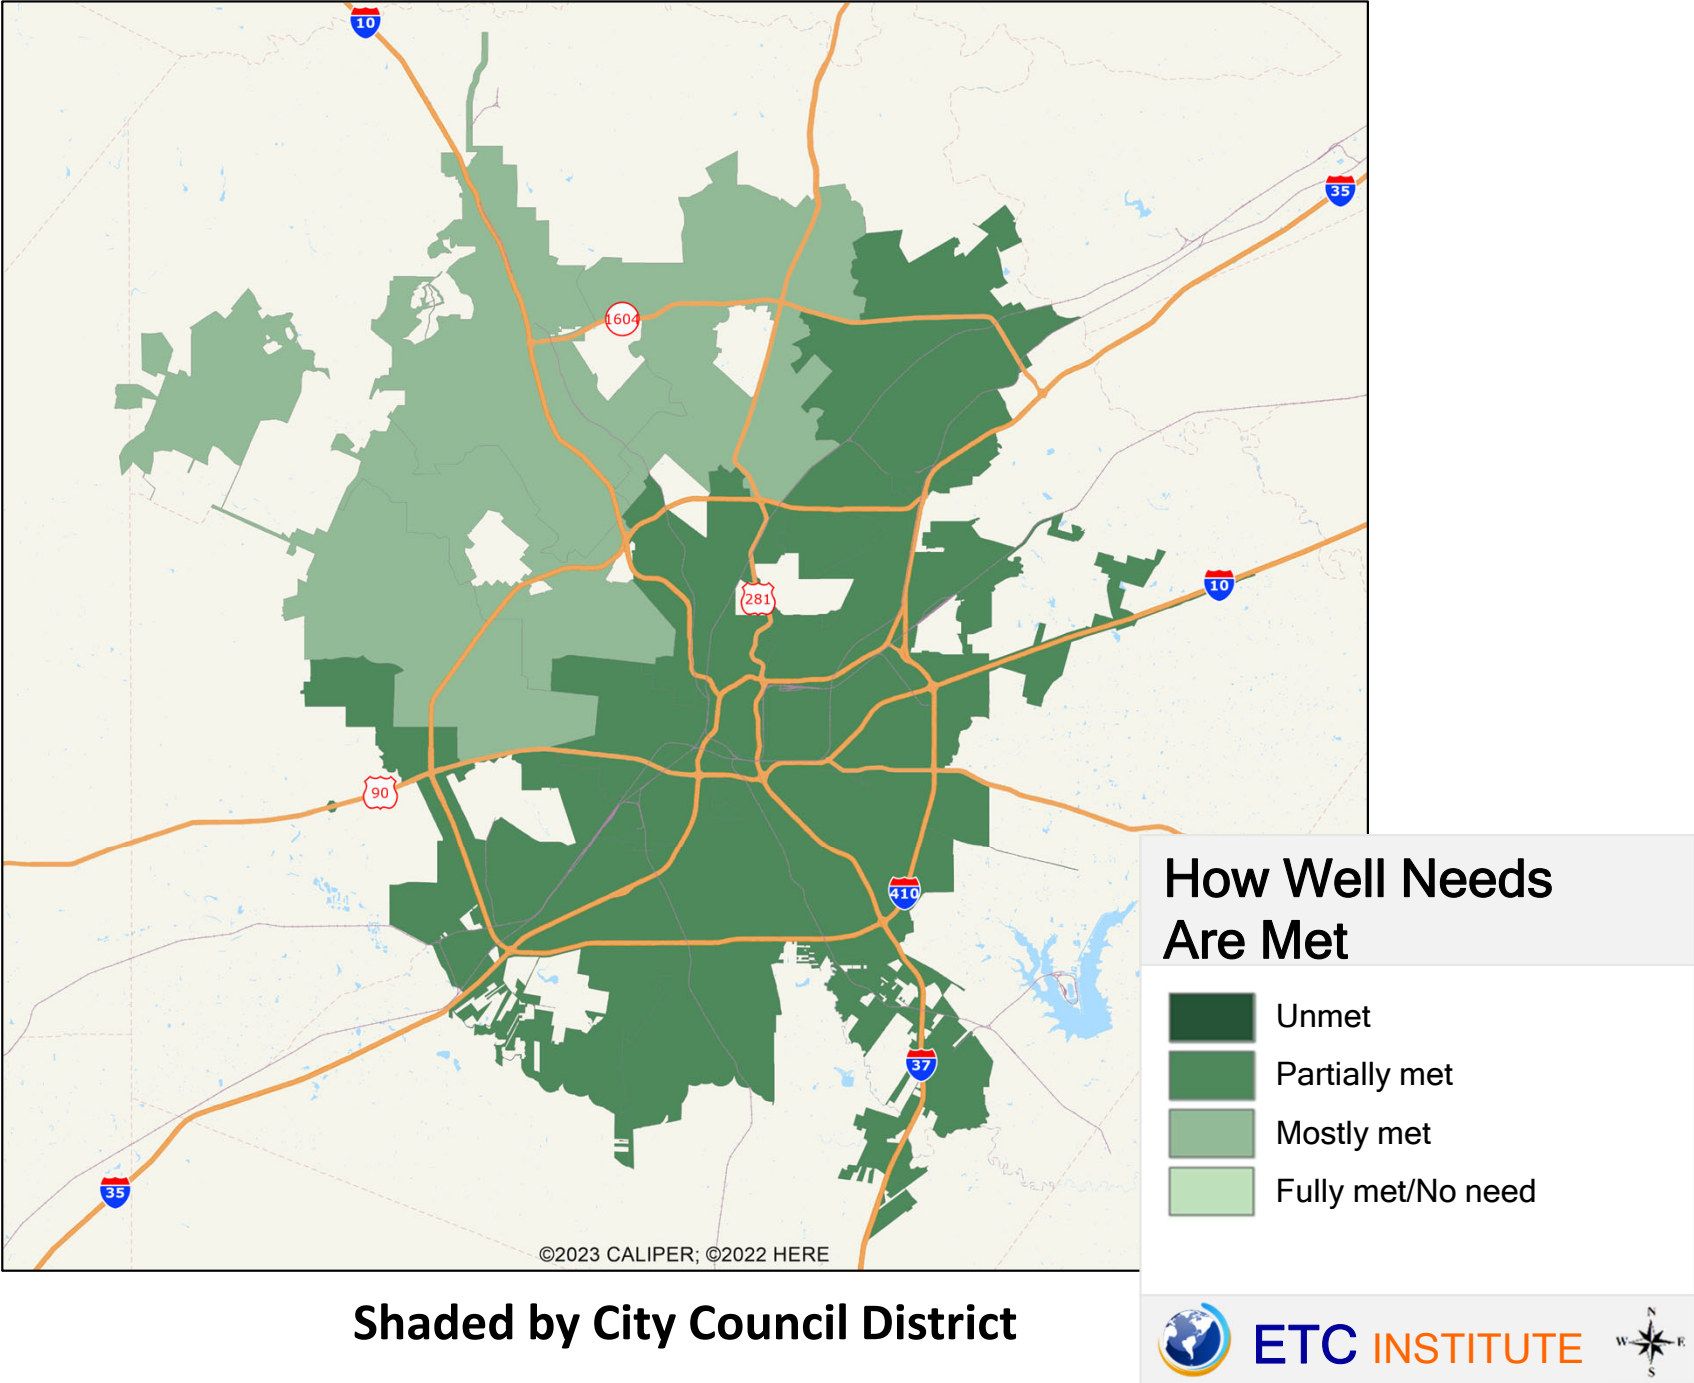 10
35
1604
10
281
90
410
37
35
©2023 CALIPER; ©2022 HERE
How Well Needs
Are Met
Unmet
Partially met
Mostly met
Fully met/No need
Shaded by City Council District
ETC INSTITUTE
N
W E
S